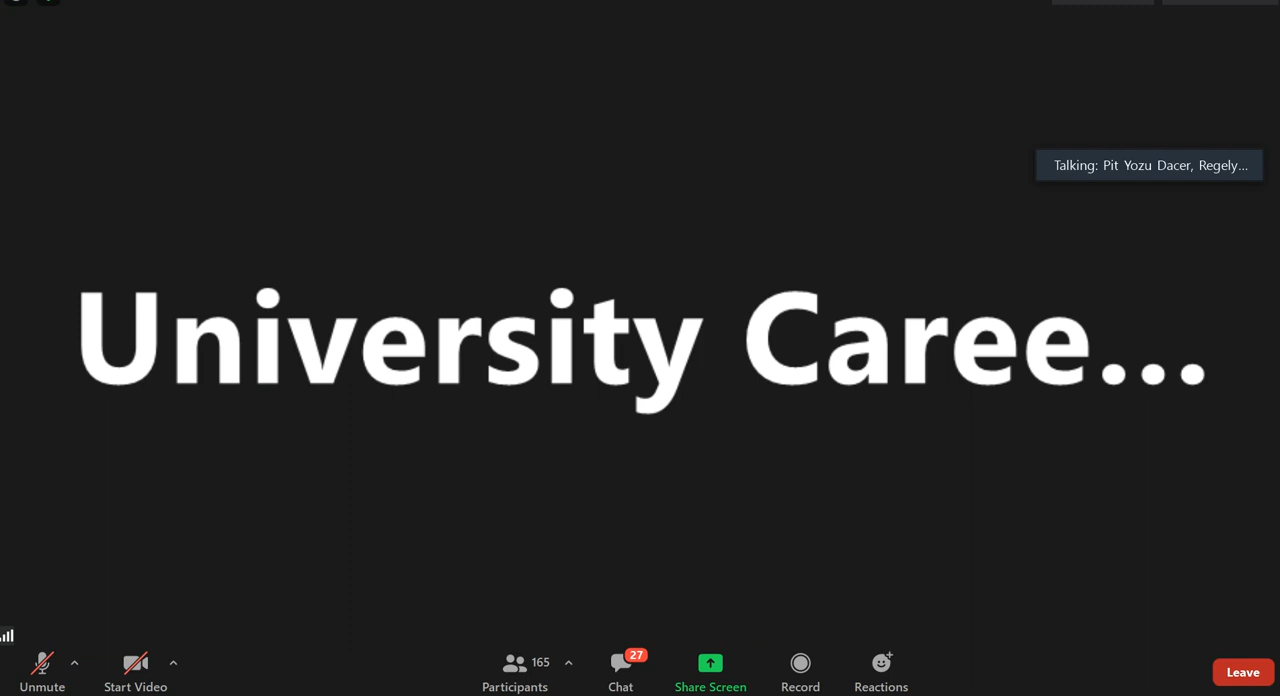 Talking: Pit Yozu Dacer, Regely...
University Caree...
165
27
Unmute
Start Video
Participants
Chat
Share Screen
Record
Reactions
Leave